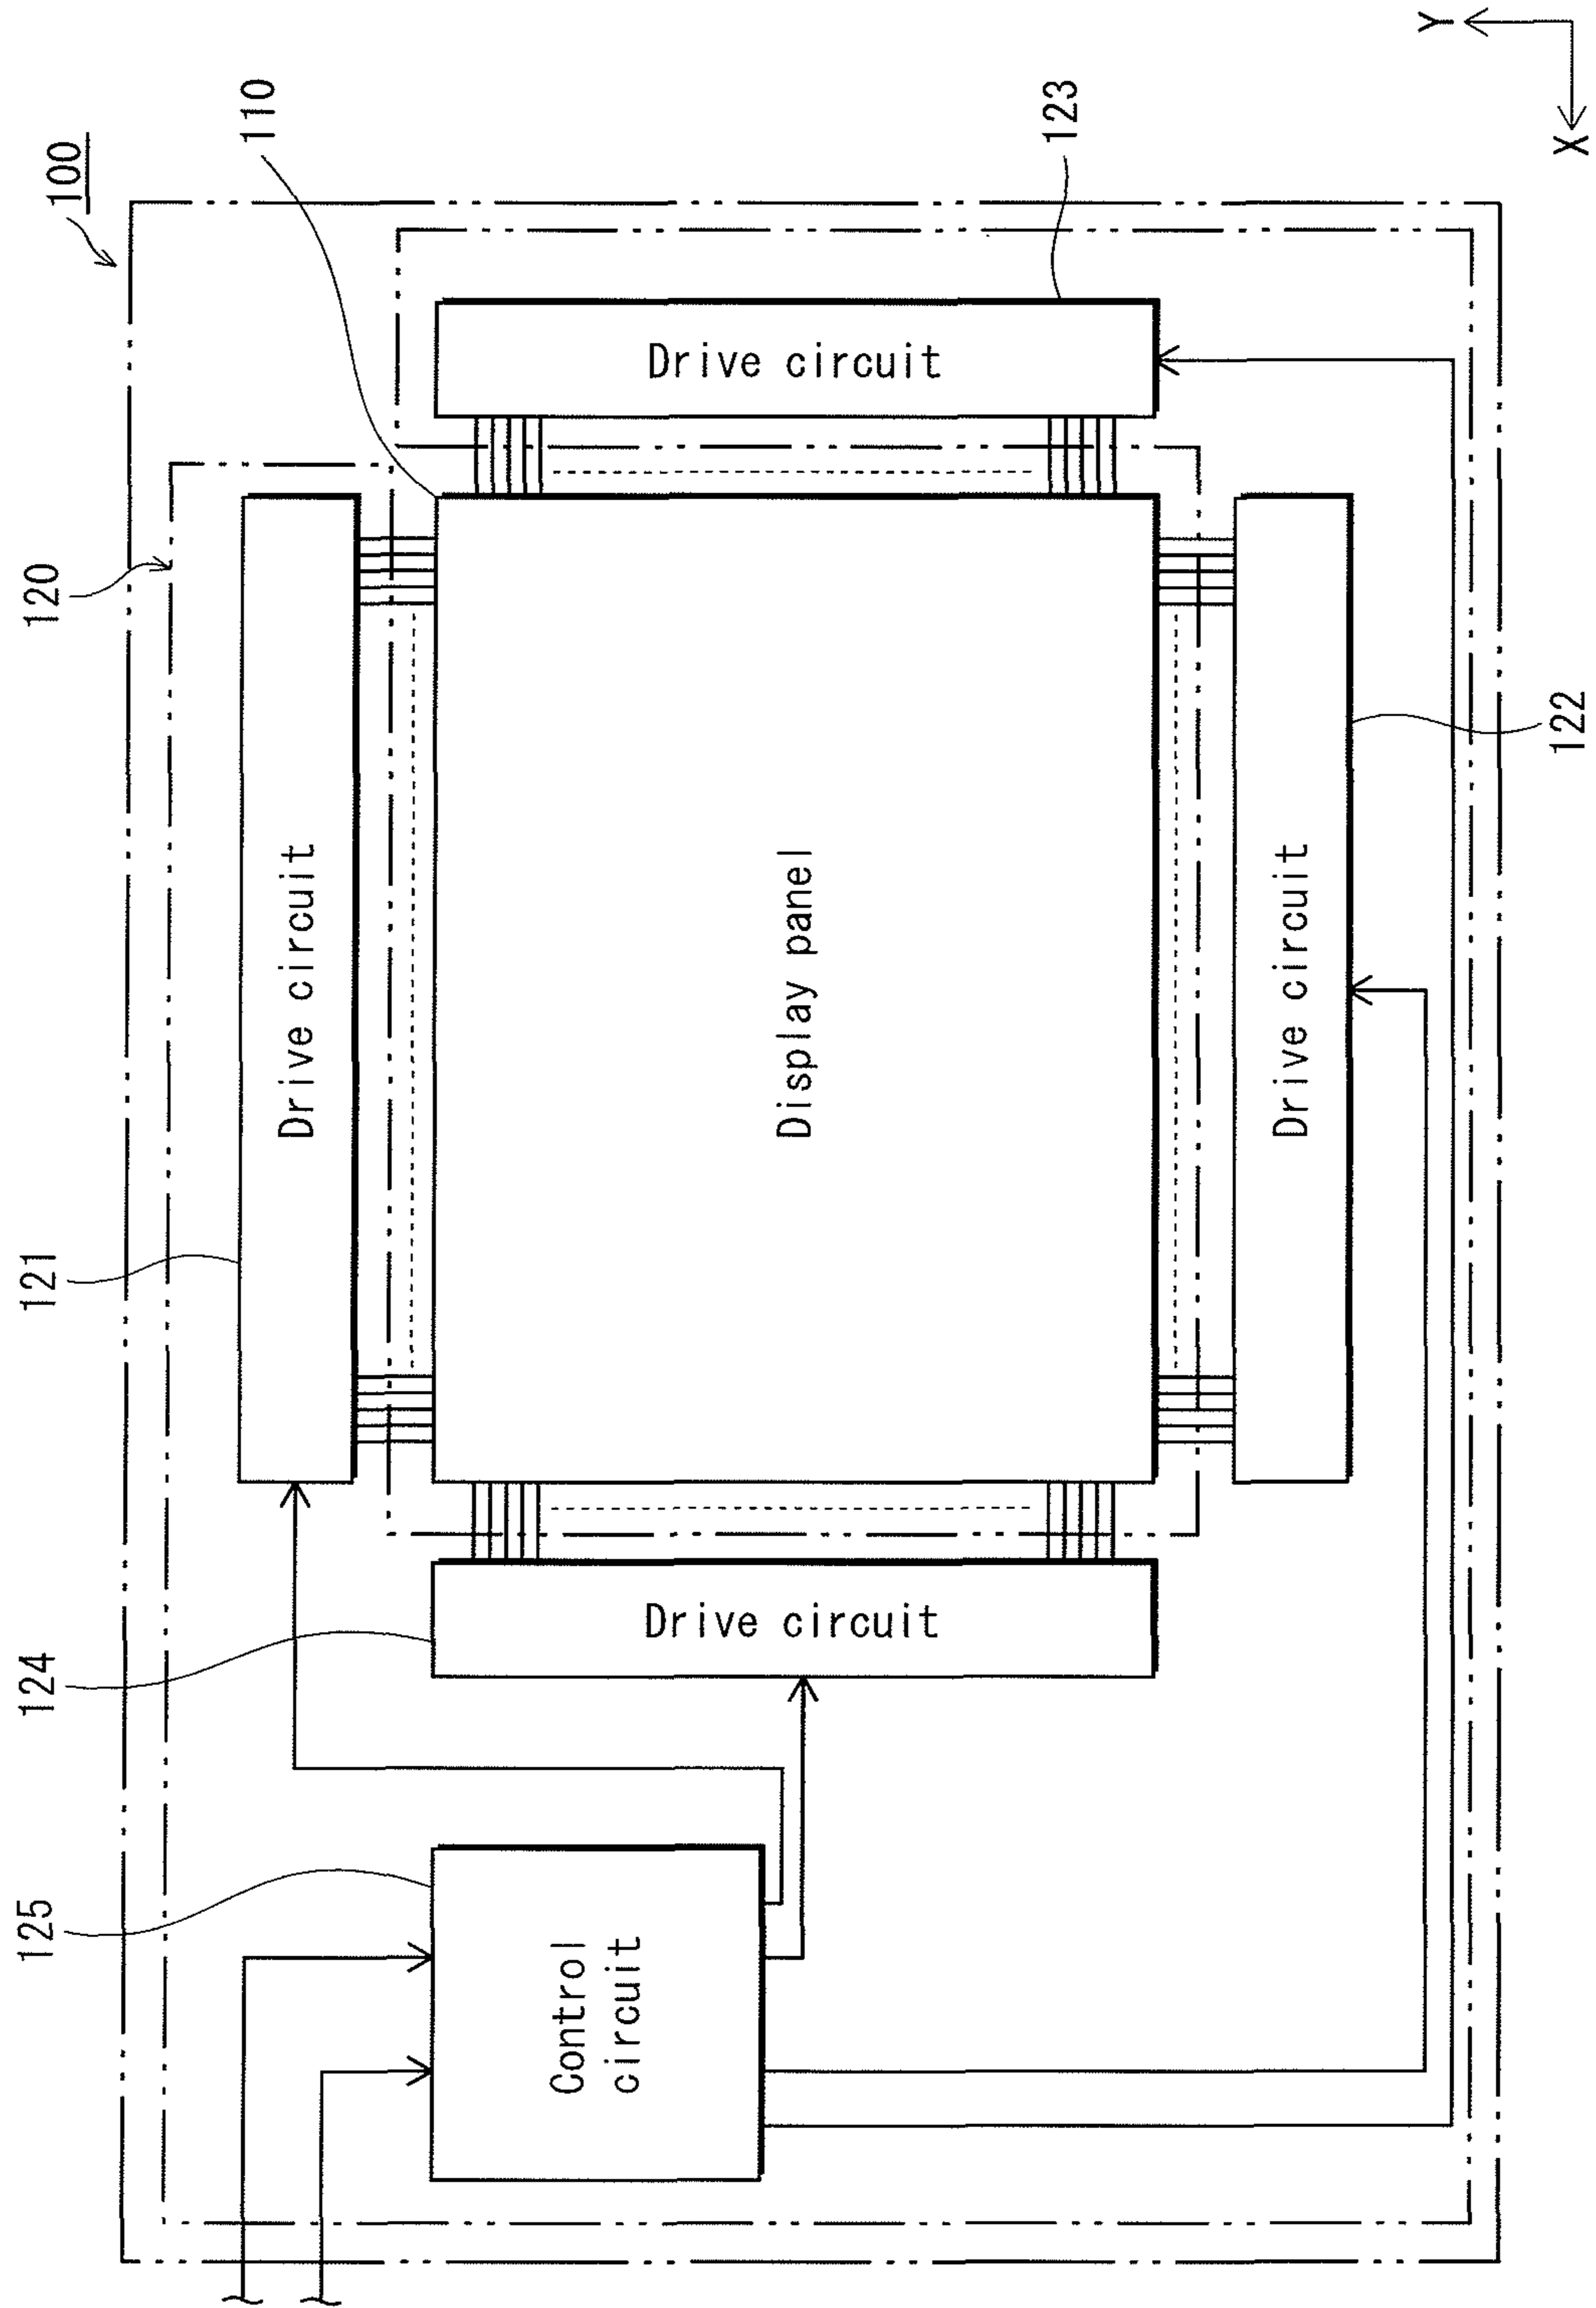 100
120
121
124
125
110
123
Drive circuit
Drive circuit
Display panel
Drive circuit
Drive circuit
Control
circuit
122
Y
X